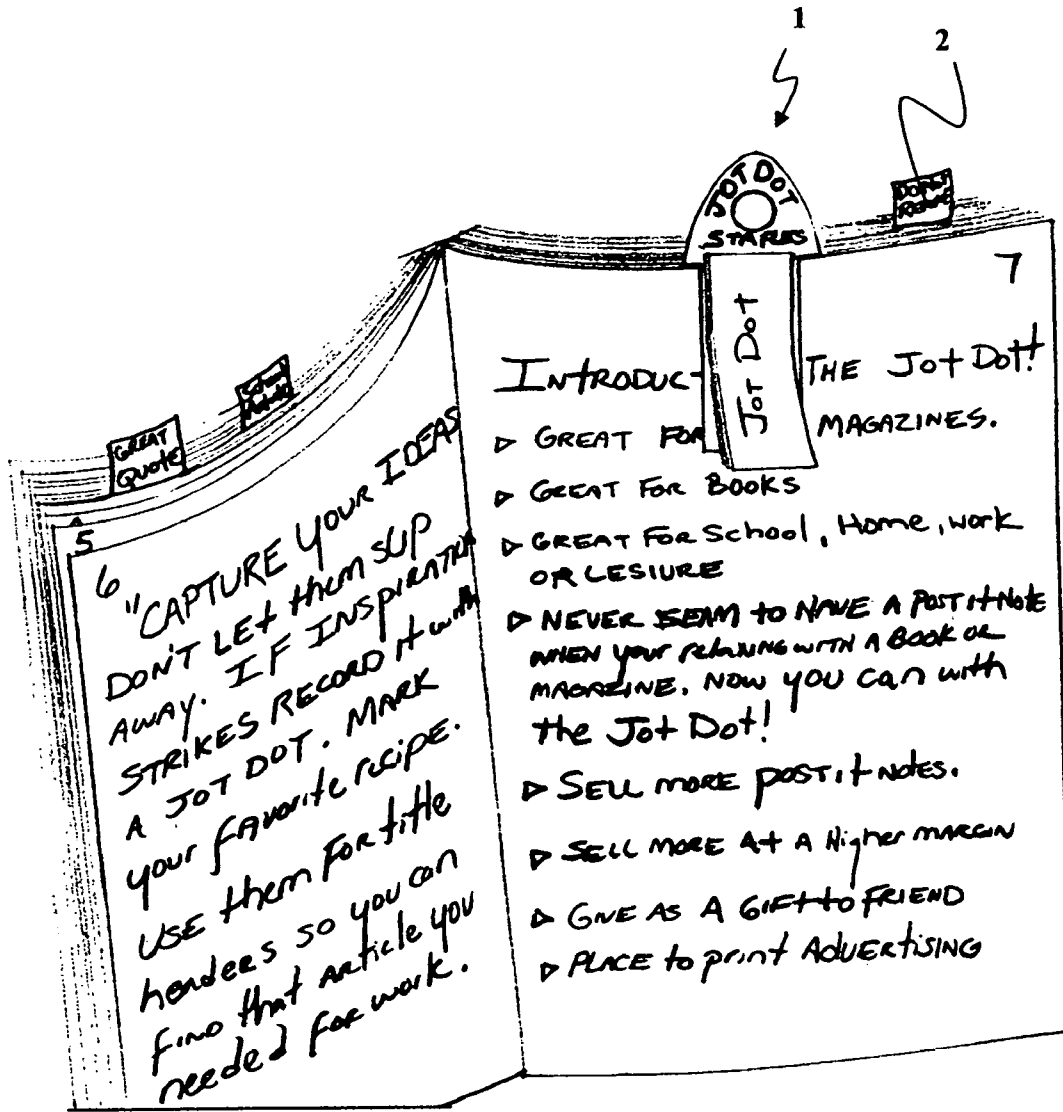 1
2
JOT DOT
STAPLES
Jot Dot
GREAT
QUOTE
School
5
6
"CAPTURE YOUR IDEAS
DON'T LEt them SLIP
AWAY. IF INSPIRATION
STRIKES RECORD It with
A JOT DOT. MARK
your favorite recipe.
USE them For title
headers so you can
find that Article you
needed for work.
7
INtRODUC THE Jot Dot!
GREAT FOR MAGAZINES.
GREAT FOR BOOKS
GREAT FOR School, Home, work
OR LESIURE
NEVER SEAM to HAVE A POST it Note
WHEN your relaxing WITH A BOOK OR
MAGAZINE. NOW you can with
the Jot Dot!
SELL MORE post it notes.
SELL MORE At A Higher MARGIN
GIVE AS A GIFt to FRIEND
PLACE to print ADVERTISING